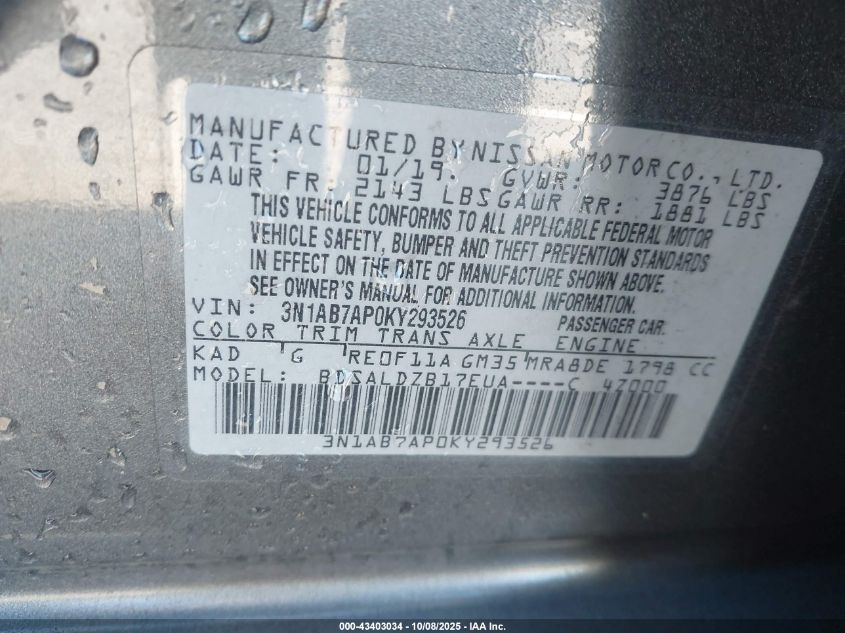 MANUFACTURED BY NISSAN MOTOR CO., LTD.
DATE: 01/19 GVWR: 3876 LBS
GAWR FR: 2143 LBS GAWR RR: 1881 LBS
THIS VEHICLE CONFORMS TO ALL APPLICABLE FEDERAL MOTOR
VEHICLE SAFETY, BUMPER AND THEFT PREVENTION STANDARDS
IN EFFECT ON THE DATE OF MANUFACTURE SHOWN ABOVE.
SEE OWNER'S MANUAL FOR ADDITIONAL INFORMATION.
VIN: 3N1AB7AP0KY293526 PASSENGER CAR
COLOR TRIM TRANS AXLE ENGINE
KAD G RE0F11A GM35 MRA8DE 1798 CC
MODEL: BDSALDZB17EUA----C 4Z000
3N1AB7AP0KY293526
000-43403034 - 10/08/2025 - IAA Inc.